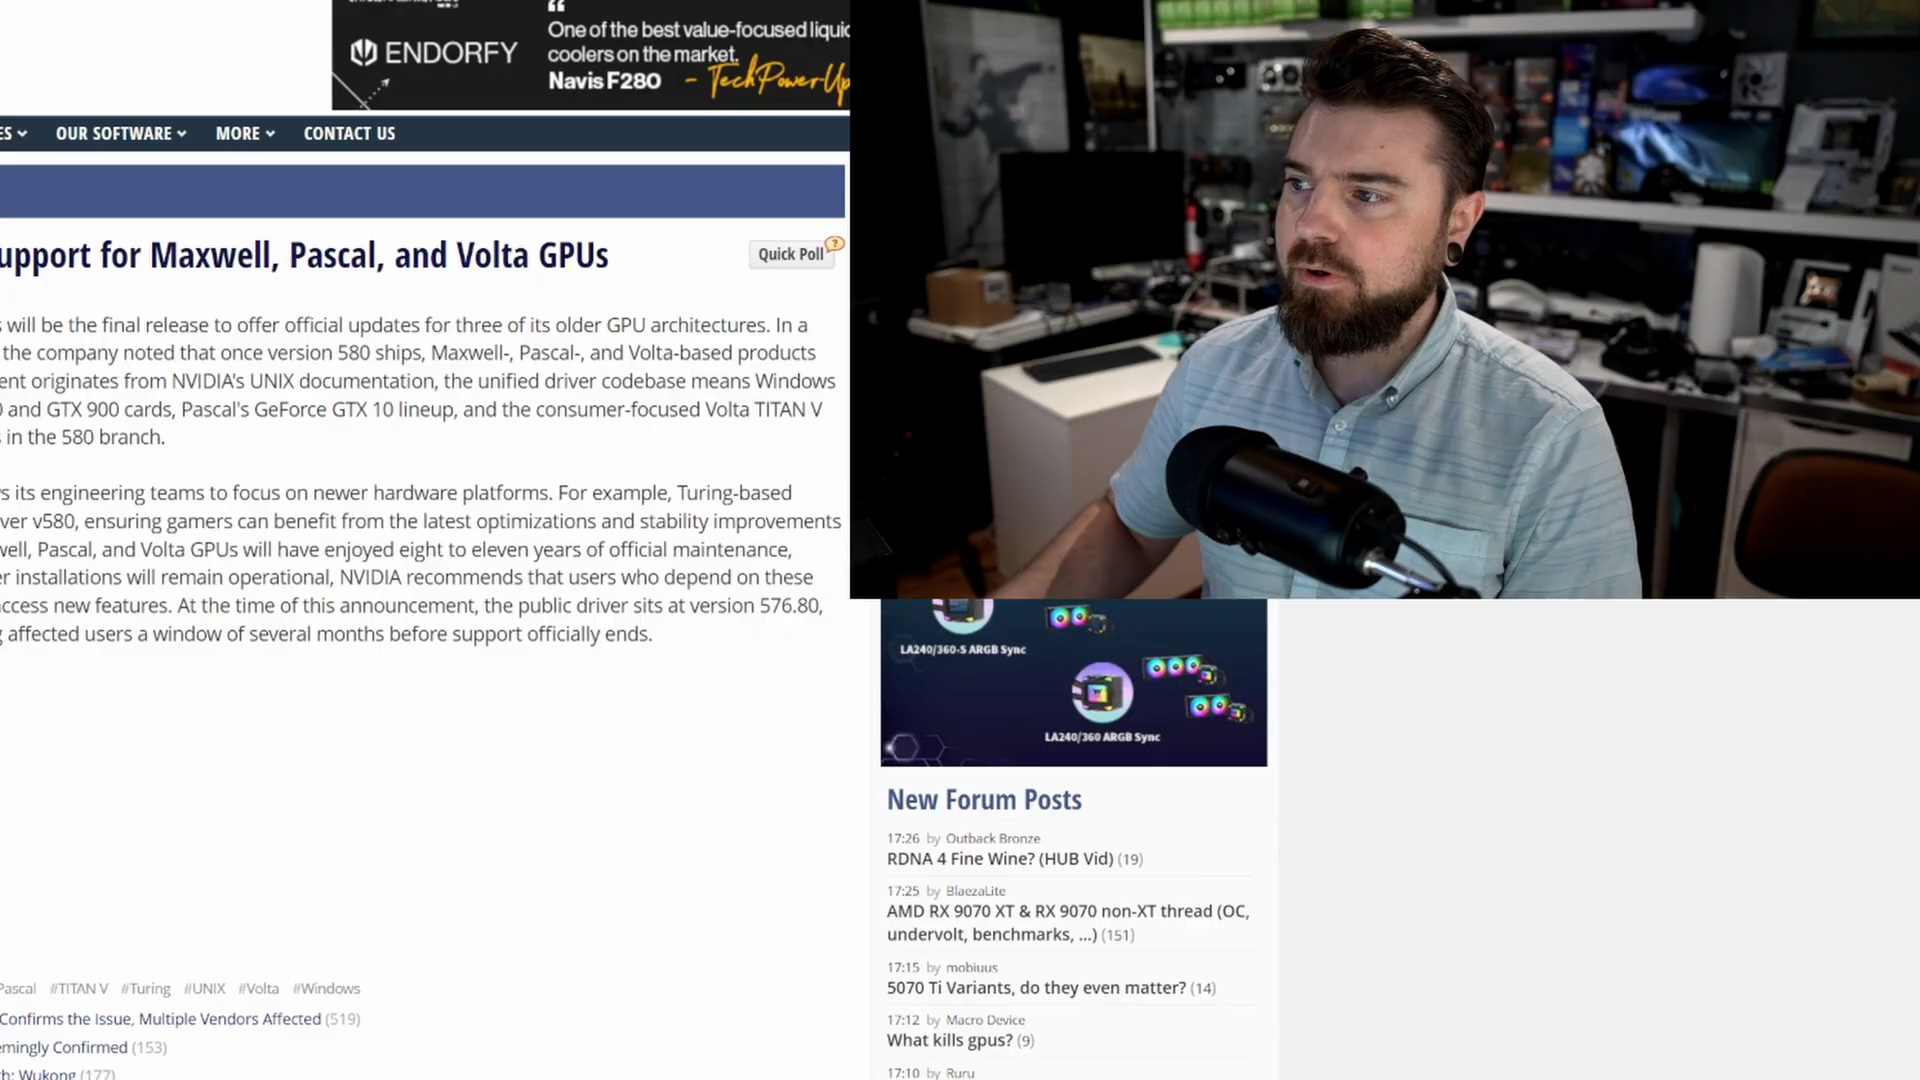 One of the best value-focused liquid
ENDORFY
coolers on the market.
Navis F280 - TechPowerUp
ES
OUR SOFTWARE
MORE
CONTACT US
upport for Maxwell, Pascal, and Volta GPUs
Quick Poll
?
s will be the final release to offer official updates for three of its older GPU architectures. In a
the company noted that once version 580 ships, Maxwell-, Pascal-, and Volta-based products
ent originates from NVIDIA's UNIX documentation, the unified driver codebase means Windows
0 and GTX 900 cards, Pascal's GeForce GTX 10 lineup, and the consumer-focused Volta TITAN V
s in the 580 branch.
s its engineering teams to focus on newer hardware platforms. For example, Turing-based
ver v580, ensuring gamers can benefit from the latest optimizations and stability improvements
well, Pascal, and Volta GPUs will have enjoyed eight to eleven years of official maintenance,
er installations will remain operational, NVIDIA recommends that users who depend on these
access new features. At the time of this announcement, the public driver sits at version 576.80,
g affected users a window of several months before support officially ends.
LA240/360-S ARGB Sync
LA240/360 ARGB Sync
New Forum Posts
17:26 by Outback Bronze
RDNA 4 Fine Wine? (HUB Vid) (19)
17:25 by BlaezaLite
AMD RX 9070 XT & RX 9070 non-XT thread (OC,
undervolt, benchmarks, ...) (151)
17:15 by mobiuus
5070 Ti Variants, do they even matter? (14)
17:12 by Macro Device
What kills gpus? (9)
17:10 by Ruru
Pascal #TITAN V #Turing #UNIX #Volta #Windows
Confirms the Issue, Multiple Vendors Affected (519)
emingly Confirmed (153)
th: Wukong (177)